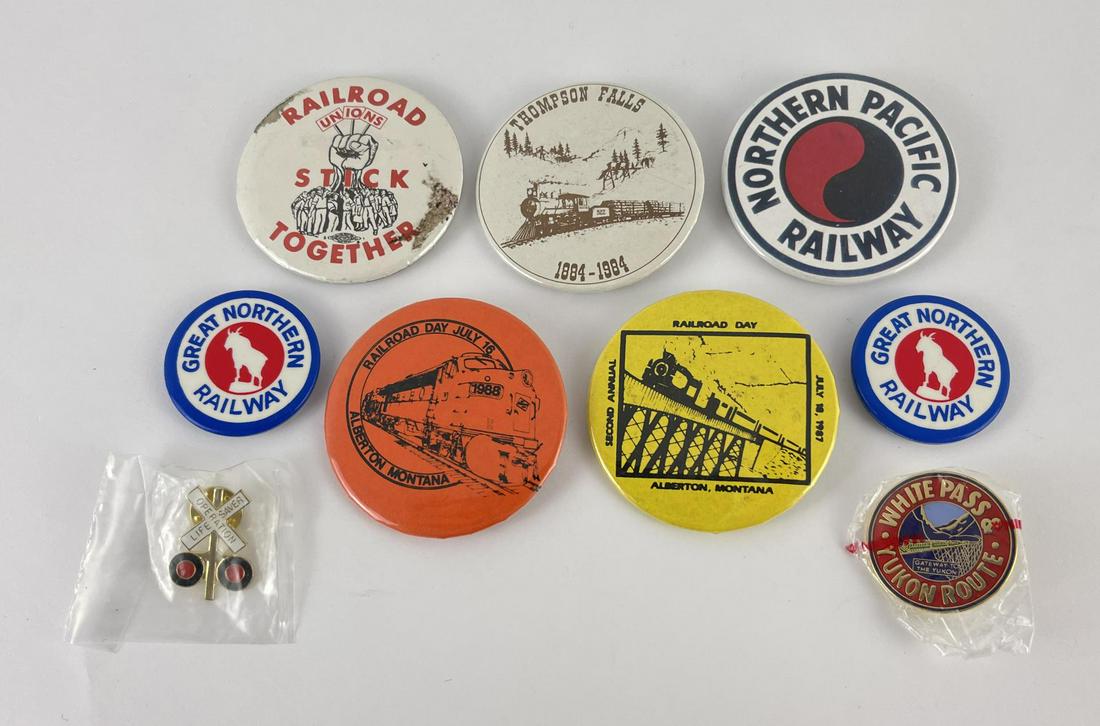 RAILROAD
UNIONS
STICK
TOGETHER
THOMPSON FALLS
1884-1984
NORTHERN PACIFIC
RAILWAY
GREAT NORTHERN
RAILWAY
RAILROAD DAY JULY 16
1988
ALBERTON MONTANA
RAILROAD DAY
SECOND ANNUAL
JULY 18 1987
ALBERTON, MONTANA
GREAT NORTHERN
RAILWAY
SAVER
OPERATION
LIFE
WHITE PASS &
YUKON ROUTE
GATEWAY TO
THE YUKON